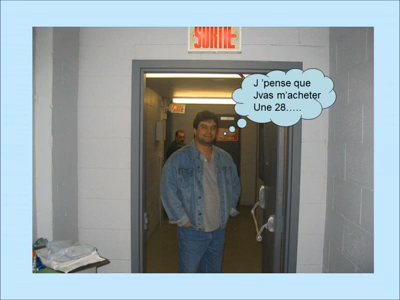 SORTIE
J 'pense que
Jvas m'acheter
Une 28.....